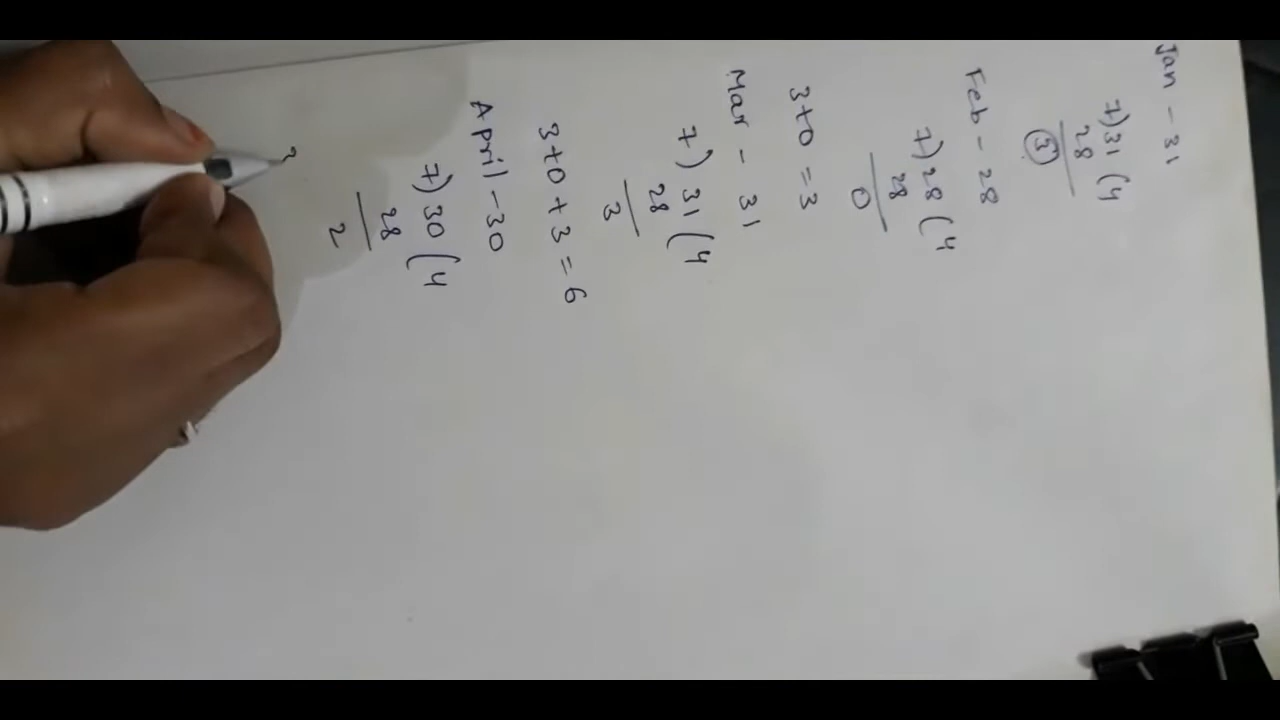 Jan - 31
7)31(4
28
3
Feb - 28
7)28(4
28
0
3+0 = 3
Mar - 31
7)31(4
28
3
3+0+3 = 6
April - 30
7)30(4
28
2
3